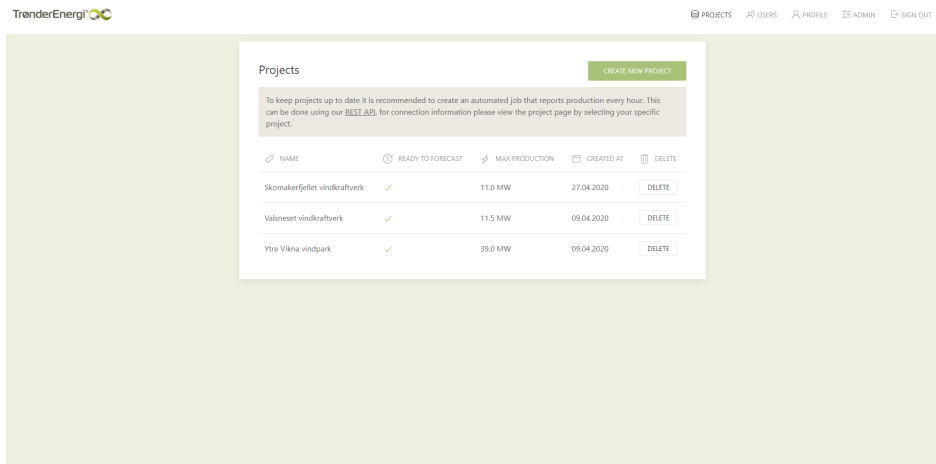 TrønderEnergi
PROJECTS USERS PROFILE ADMIN SIGN OUT
Projects
CREATE NEW PROJECT
To keep projects up to date it is recommended to create an automated job that reports production every hour. This
can be done using our REST API, for connection information please view the project page by selecting your specific
project.
NAME READY TO FORECAST MAX PRODUCTION CREATED AT DELETE
Skomakerfjellet vindkraftverk 11.0 MW 27.04.2020 DELETE
Valsneset vindkraftverk 11.5 MW 09.04.2020 DELETE
Ytre Vikna vindpark 39.0 MW 09.04.2020 DELETE